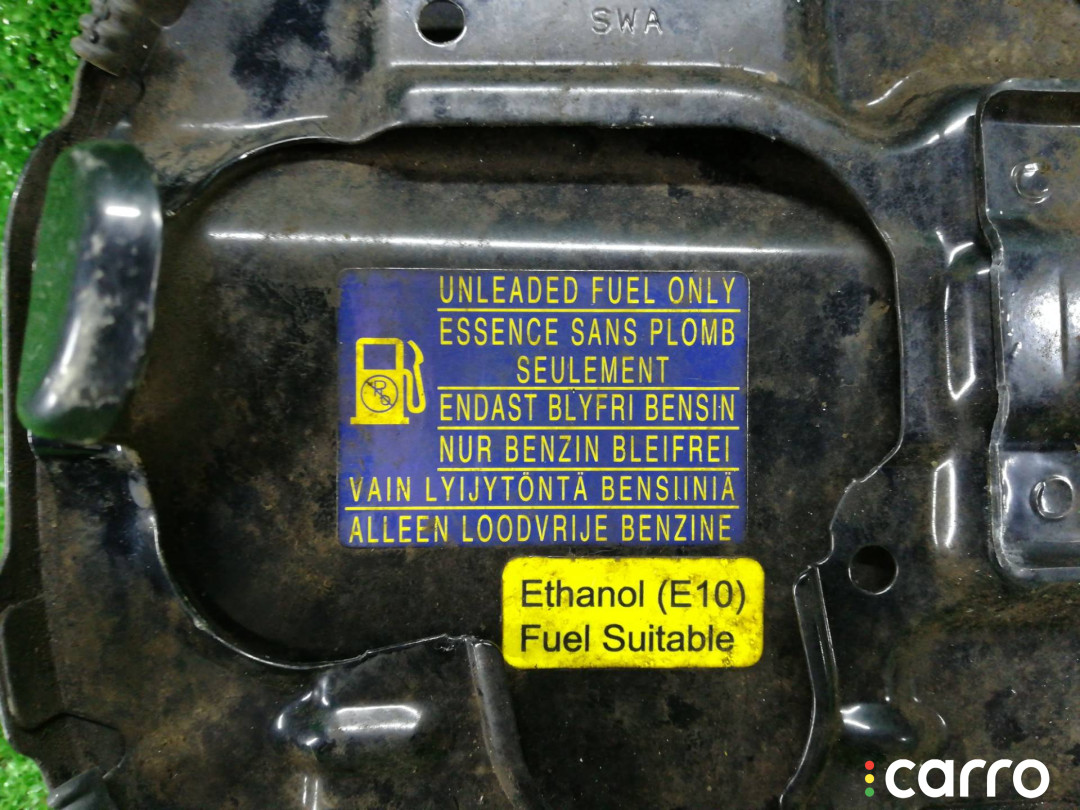 SWA
UNLEADED FUEL ONLY
ESSENCE SANS PLOMB
SEULEMENT
ENDAST BLYFRI BENSIN
NUR BENZIN BLEIFREI
VAIN LYIJYTÖNTÄ BENSIINIÄ
ALLEEN LOODVRIJE BENZINE
Ethanol (E10)
Fuel Suitable
carro